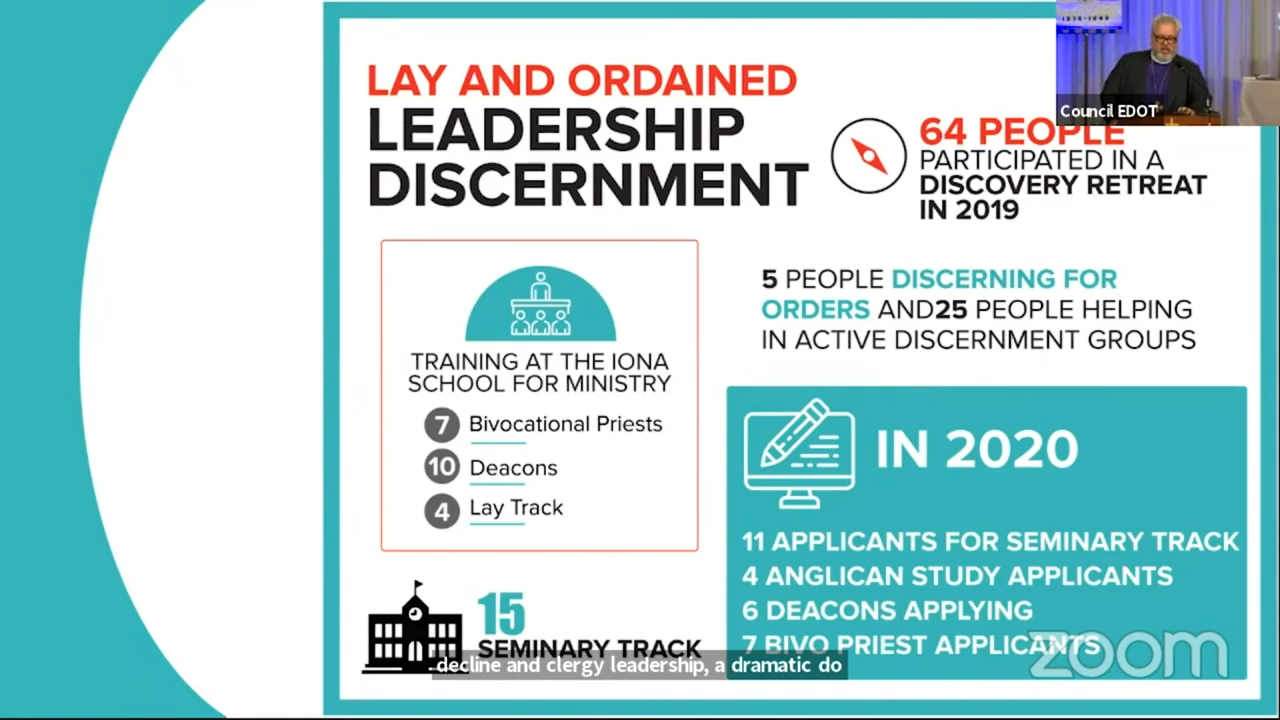 LAY AND ORDAINED
LEADERSHIP
DISCERNMENT
1838-1849
Council EDOT
64 PEOPLE
PARTICIPATED IN A
DISCOVERY RETREAT
IN 2019
TRAINING AT THE IONA
SCHOOL FOR MINISTRY
7 Bivocational Priests
10 Deacons
4 Lay Track
5 PEOPLE DISCERNING FOR
ORDERS AND25 PEOPLE HELPING
IN ACTIVE DISCERNMENT GROUPS
IN 2020
11 APPLICANTS FOR SEMINARY TRACK
4 ANGLICAN STUDY APPLICANTS
6 DEACONS APPLYING
7 BIVO PRIEST APPLICANTS
15
SEMINARY TRACK
decline and clergy leadership, a dramatic do
zoom